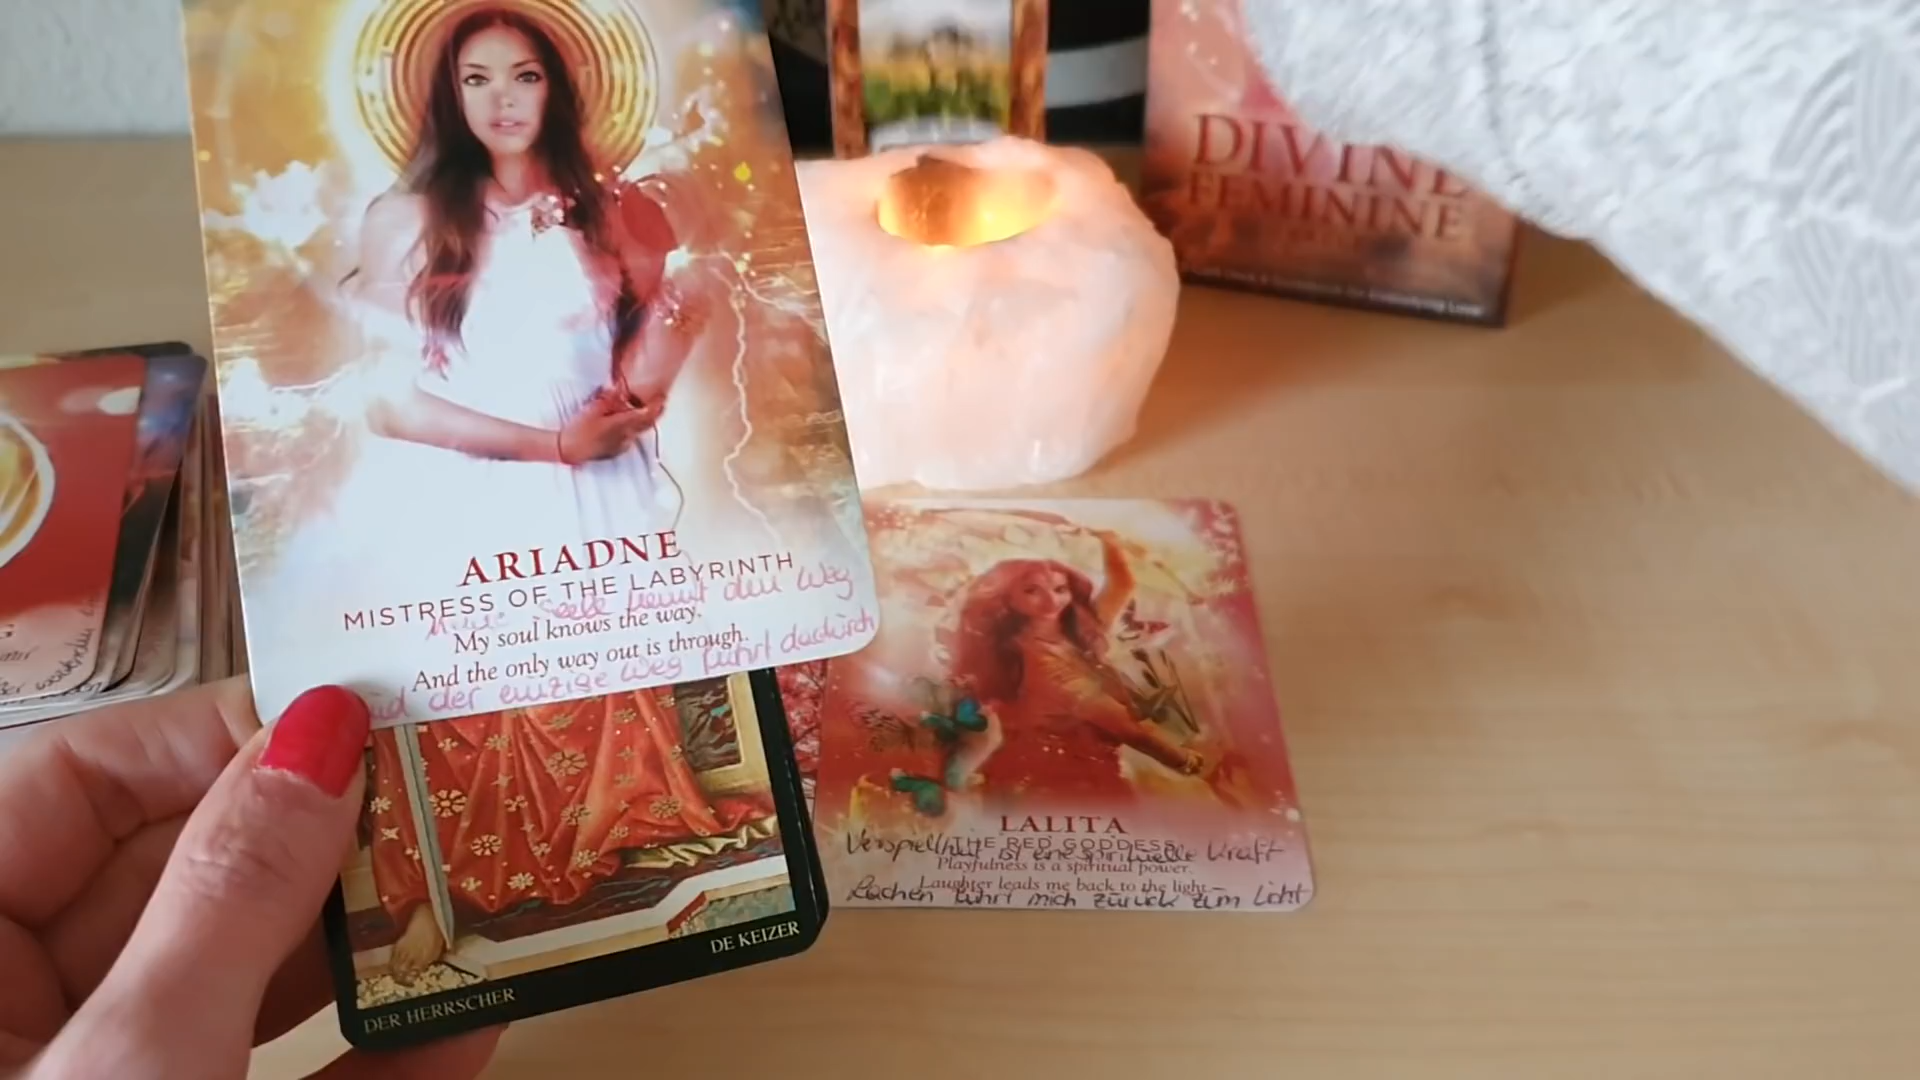 DIVINE
FEMININE
ARIADNE
MISTRESS OF THE LABYRINTH
Seele kennt den Weg
My soul knows the way.
And the only way out is through.
und der einzige Weg führt dadurch
LALITA
THE RED GODDESS
Verspieltheit ist eine spirituelle Kraft
Playfulness is a spiritual power.
Laughter leads me back to the light.
Lachen führt mich zurück zum Licht
DE KEIZER
DER HERRSCHER